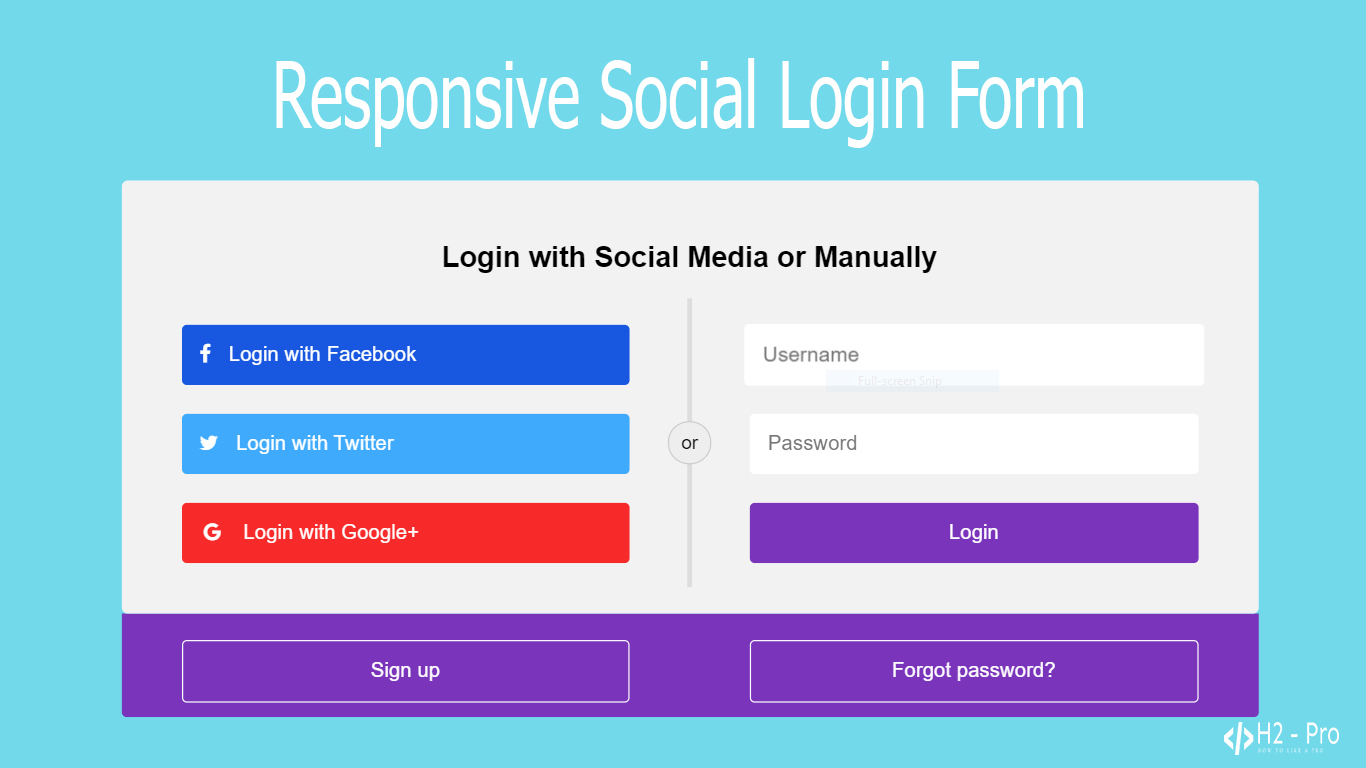 Responsive Social Login Form
Login with Social Media or Manually
Login with Facebook
Login with Twitter
Login with Google+
or
Username
Full-screen Snip
Password
Login
Sign up
Forgot password?
H2 - Pro
HOW TO LIKE A PRO